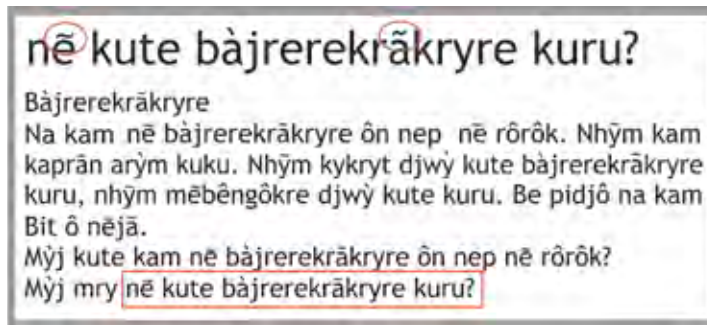 nẽ kute bàjrerekrãkryre kuru?
Bàjrerekrãkryre
Na kam nẽ bàjrerekrãkryre ôn nep nẽ rôrôk. Nhỹm kam
kaprãn arỳm kuku. Nhỹm kykryt djwỳ kute bàjrerekrãkryre
kuru, nhỹm mẽbêngôkre djwỳ kute kuru. Be pidjô na kam
Bit ô nẽjã.
Mỳj kute kam nẽ bàjrerekrãkryre ôn nep nẽ rôrôk?
Mỳj mry nẽ kute bàjrerekrãkryre kuru?